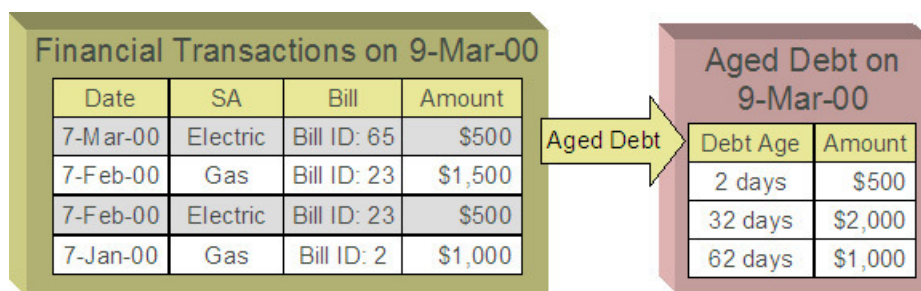 Financial Transactions on 9-Mar-00
Date SA Bill Amount
7-Mar-00 Electric Bill ID: 65 $500
7-Feb-00 Gas Bill ID: 23 $1,500
7-Feb-00 Electric Bill ID: 23 $500
7-Jan-00 Gas Bill ID: 2 $1,000
Aged Debt
Aged Debt on
9-Mar-00
Debt Age Amount
2 days $500
32 days $2,000
62 days $1,000